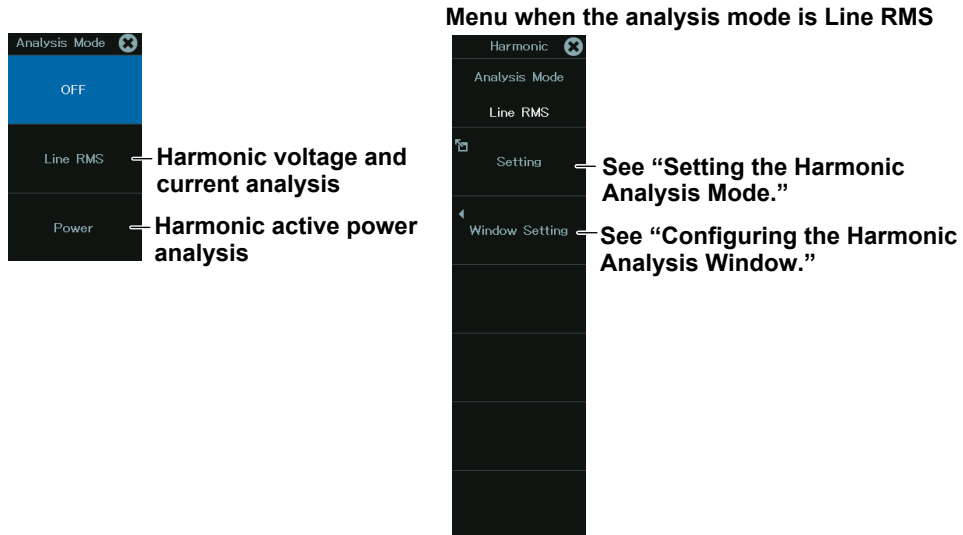 Menu when the analysis mode is Line RMS
Analysis Mode
OFF
Line RMS
Harmonic voltage and
current analysis
Power
Harmonic active power
analysis
Harmonic
Analysis Mode
Line RMS
Setting
See “Setting the Harmonic
Analysis Mode.”
Window Setting
See “Configuring the Harmonic
Analysis Window.”